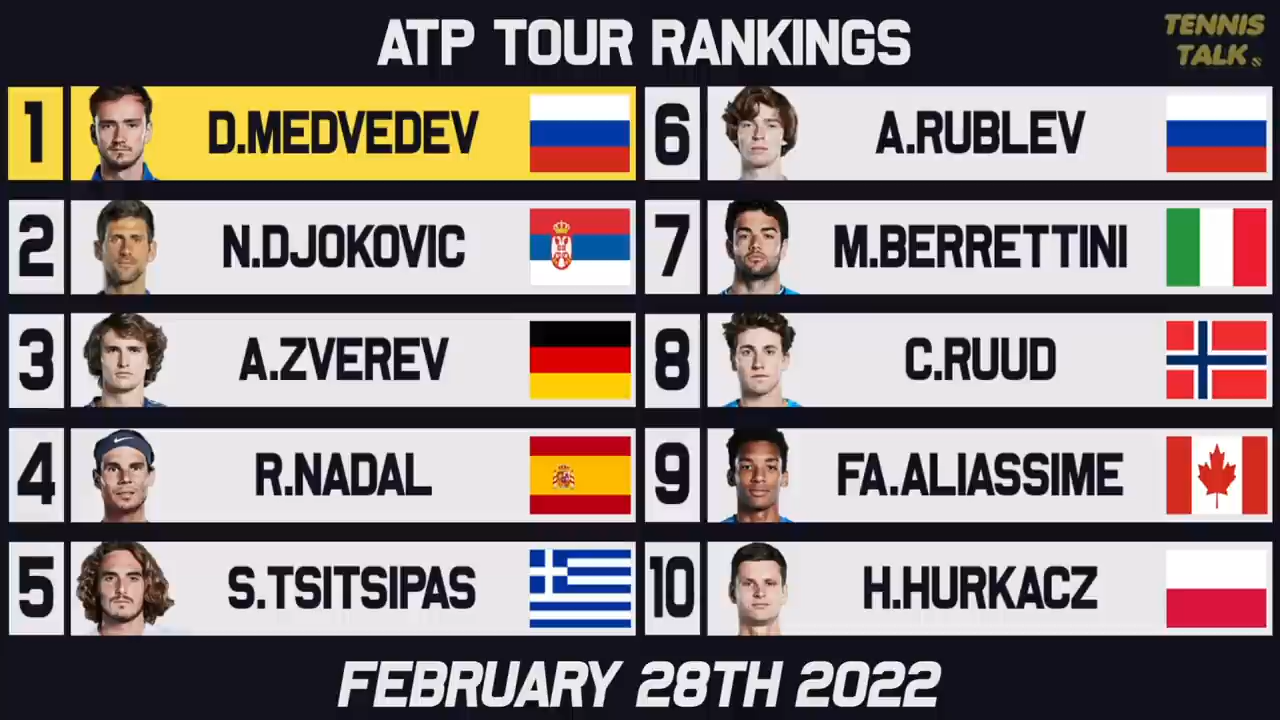 ATP TOUR RANKINGS
TENNIS
TALK
1 D.MEDVEDEV
2 N.DJOKOVIC
3 A.ZVEREV
4 R.NADAL
5 S.TSITSIPAS
6 A.RUBLEV
7 M.BERRETTINI
8 C.RUUD
9 FA.ALIASSIME
10 H.HURKACZ
FEBRUARY 28TH 2022